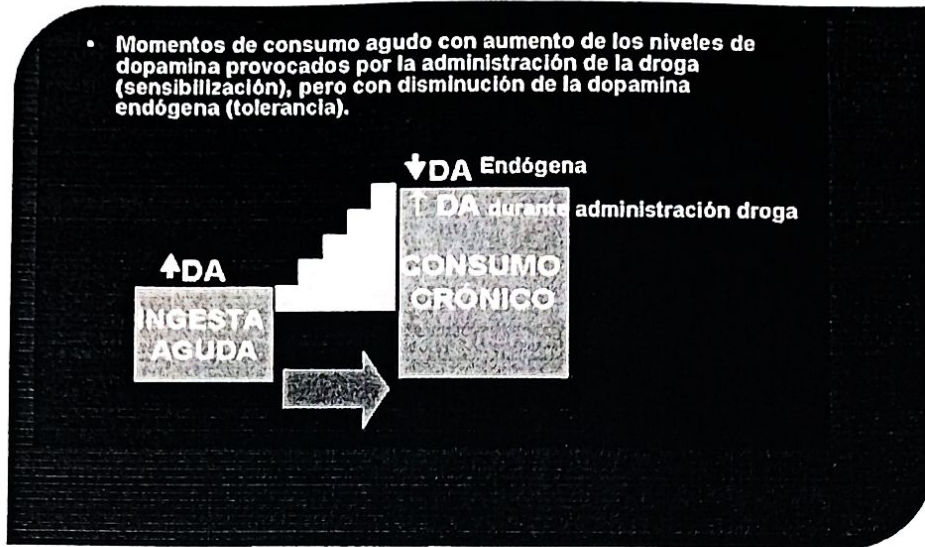 • Momentos de consumo agudo con aumento de los niveles de
dopamina provocados por la administración de la droga
(sensibilización), pero con disminución de la dopamina
endógena (tolerancia).
↓DA Endógena
↑ DA durante administración droga
↑DA
CONSUMO
CRÓNICO
INGESTA
AGUDA